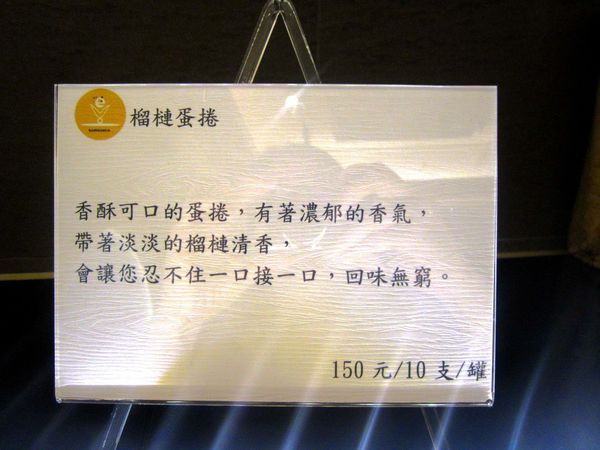 榴槤蛋捲
香酥可口的蛋捲，有著濃郁的香氣，
帶著淡淡的榴槤清香，
會讓您忍不住一口接一口，回味無窮。
150 元/10 支/罐